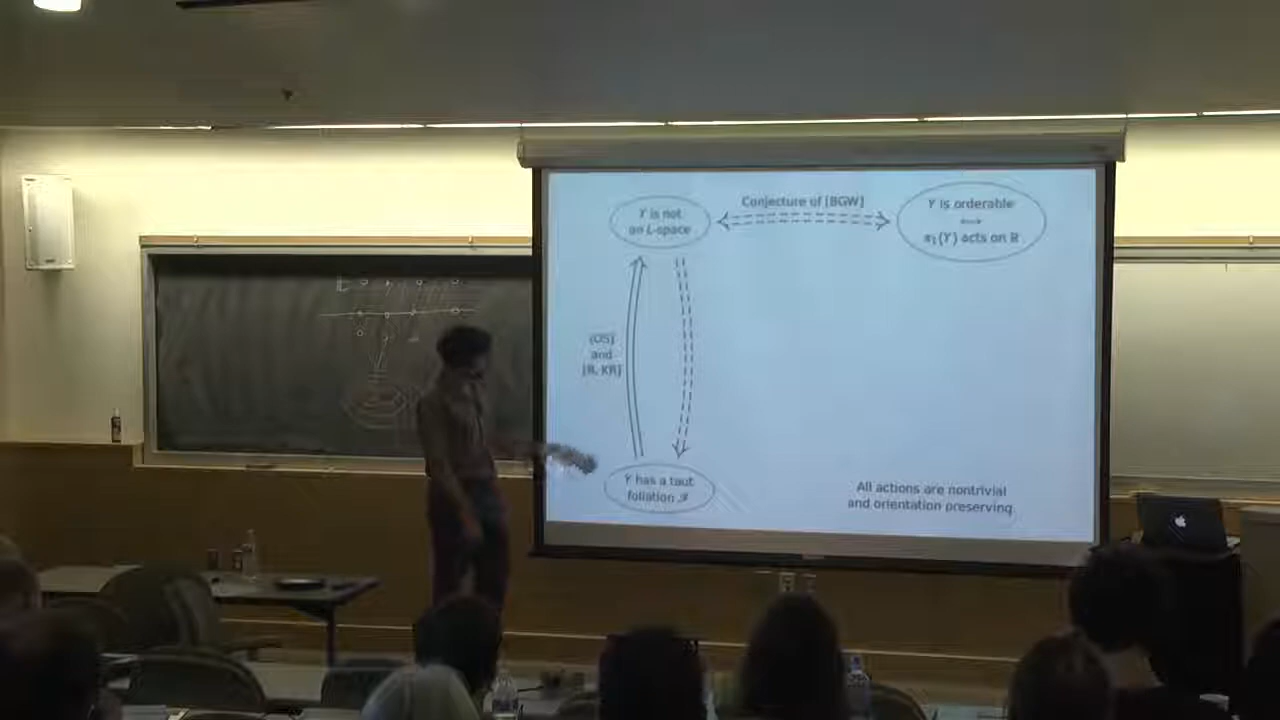 Y is not
an L-space
Conjecture of [BGW]
Y is orderable
⟺
π₁(Y) acts on ℝ
[OS]
and
[R, KR]
Y has a taut
foliation ℱ
All actions are nontrivial
and orientation preserving